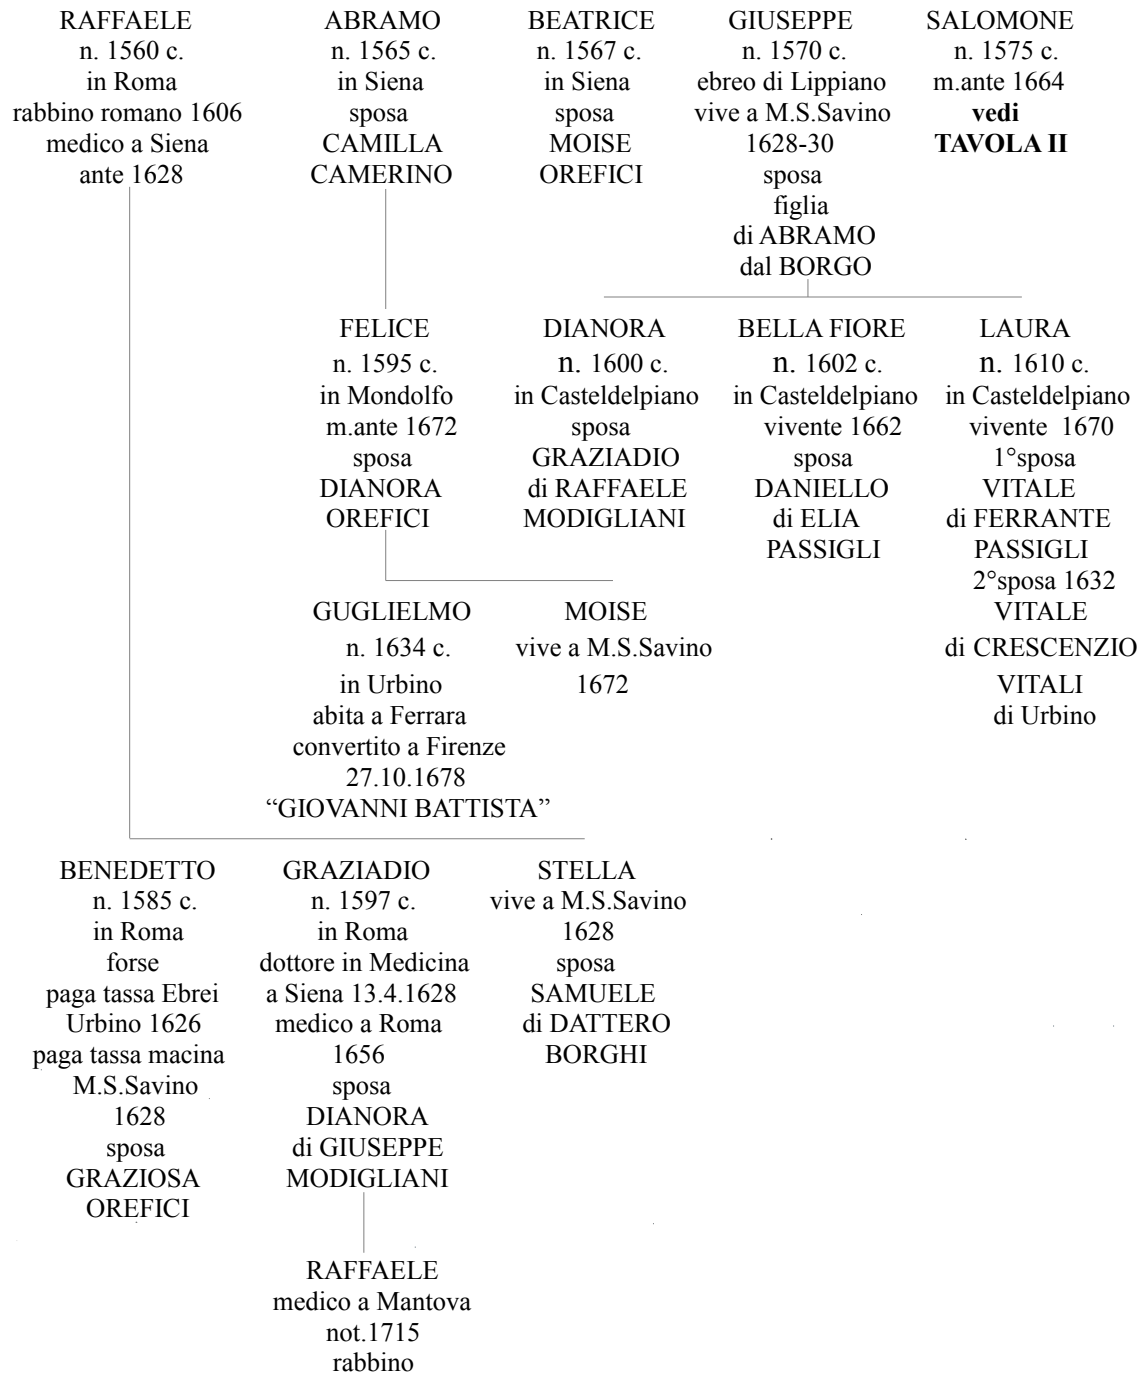 RAFFAELE
n. 1560 c.
in Roma
rabbino romano 1606
medico a Siena
ante 1628
ABRAMO
n. 1565 c.
in Siena
sposa
CAMILLA
CAMERINO
BEATRICE
n. 1567 c.
in Siena
sposa
MOISE
OREFICI
GIUSEPPE
n. 1570 c.
ebreo di Lippiano
vive a M.S.Savino
1628-30
sposa
figlia
di ABRAMO
dal BORGO
SALOMONE
n. 1575 c.
m.ante 1664
vedi
TAVOLA II
FELICE
n. 1595 c.
in Mondolfo
m.ante 1672
sposa
DIANORA
OREFICI
DIANORA
n. 1600 c.
in Casteldelpiano
sposa
GRAZIADIO
di RAFFAELE
MODIGLIANI
BELLA FIORE
n. 1602 c.
in Casteldelpiano
vivente 1662
sposa
DANIELLO
di ELIA
PASSIGLI
LAURA
n. 1610 c.
in Casteldelpiano
vivente 1670
1°sposa
VITALE
di FERRANTE
PASSIGLI
2°sposa 1632
VITALE
di CRESCENZIO
VITALI
di Urbino
GUGLIELMO
n. 1634 c.
in Urbino
abita a Ferrara
convertito a Firenze
27.10.1678
“GIOVANNI BATTISTA”
MOISE
vive a M.S.Savino
1672
BENEDETTO
n. 1585 c.
in Roma
forse
paga tassa Ebrei
Urbino 1626
paga tassa macina
M.S.Savino
1628
sposa
GRAZIOSA
OREFICI
GRAZIADIO
n. 1597 c.
in Roma
dottore in Medicina
a Siena 13.4.1628
medico a Roma
1656
sposa
DIANORA
di GIUSEPPE
MODIGLIANI
STELLA
vive a M.S.Savino
1628
sposa
SAMUELE
di DATTERO
BORGHI
RAFFAELE
medico a Mantova
not.1715
rabbino